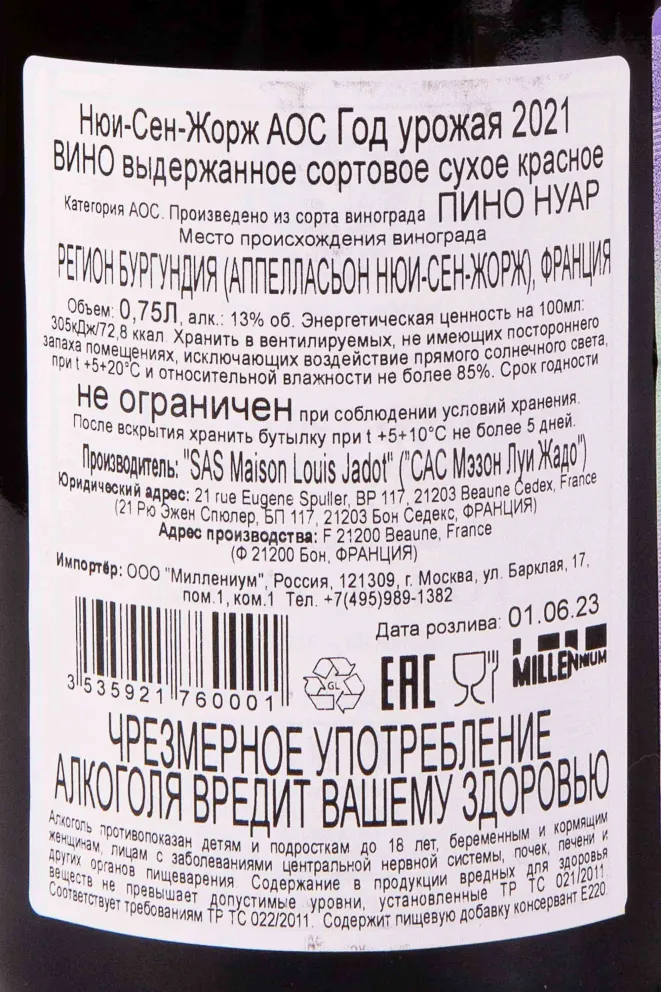 Нюи-Сен-Жорж АОС Год урожая 2021
ВИНО выдержанное сортовое сухое красное
Категория АОС. Произведено из сорта винограда ПИНО НУАР
Место происхождения винограда
РЕГИОН БУРГУНДИЯ (АППЕЛЛАСЬОН НЮИ-СЕН-ЖОРЖ), ФРАНЦИЯ
Объем: 0,75Л, алк.: 13% об. Энергетическая ценность на 100мл:
305кДж/72,8 ккал. Хранить в вентилируемых, не имеющих постороннего
запаха помещениях, исключающих воздействие прямого солнечного света,
при t +5+20°С и относительной влажности не более 85%. Срок годности
не ограничен при соблюдении условий хранения.
После вскрытия хранить бутылку при t +5+10°С не более 5 дней.
Производитель: "SAS Maison Louis Jadot" ("САС Мэзон Луи Жадо")
Юридический адрес: 21 rue Eugene Spuller, BP 117, 21203 Beaune Cedex, France
(21 Рю Эжен Спюлер, БП 117, 21203 Бон Седекс, ФРАНЦИЯ)
Адрес производства: F 21200 Beaune, France
(Ф 21200 Бон, ФРАНЦИЯ)
Импортёр: ООО "Миллениум", Россия, 121309, г. Москва, ул. Барклая, 17,
пом.1, ком.1 Тел. +7(495)989-1382
Дата розлива: 01.06.23
3 535921 760001
GL
EAC
MILLENNIUM
ЧРЕЗМЕРНОЕ УПОТРЕБЛЕНИЕ
АЛКОГОЛЯ ВРЕДИТ ВАШЕМУ ЗДОРОВЬЮ
Алкоголь противопоказан детям и подросткам до 18 лет, беременным и кормящим
женщинам, лицам с заболеваниями центральной нервной системы, почек, печени и
других органов пищеварения. Содержание в продукции вредных для здоровья
веществ не превышает допустимые уровни, установленные ТР ТС 021/2011.
Соответствует требованиям ТР ТС 022/2011. Содержит пищевую добавку консервант Е220